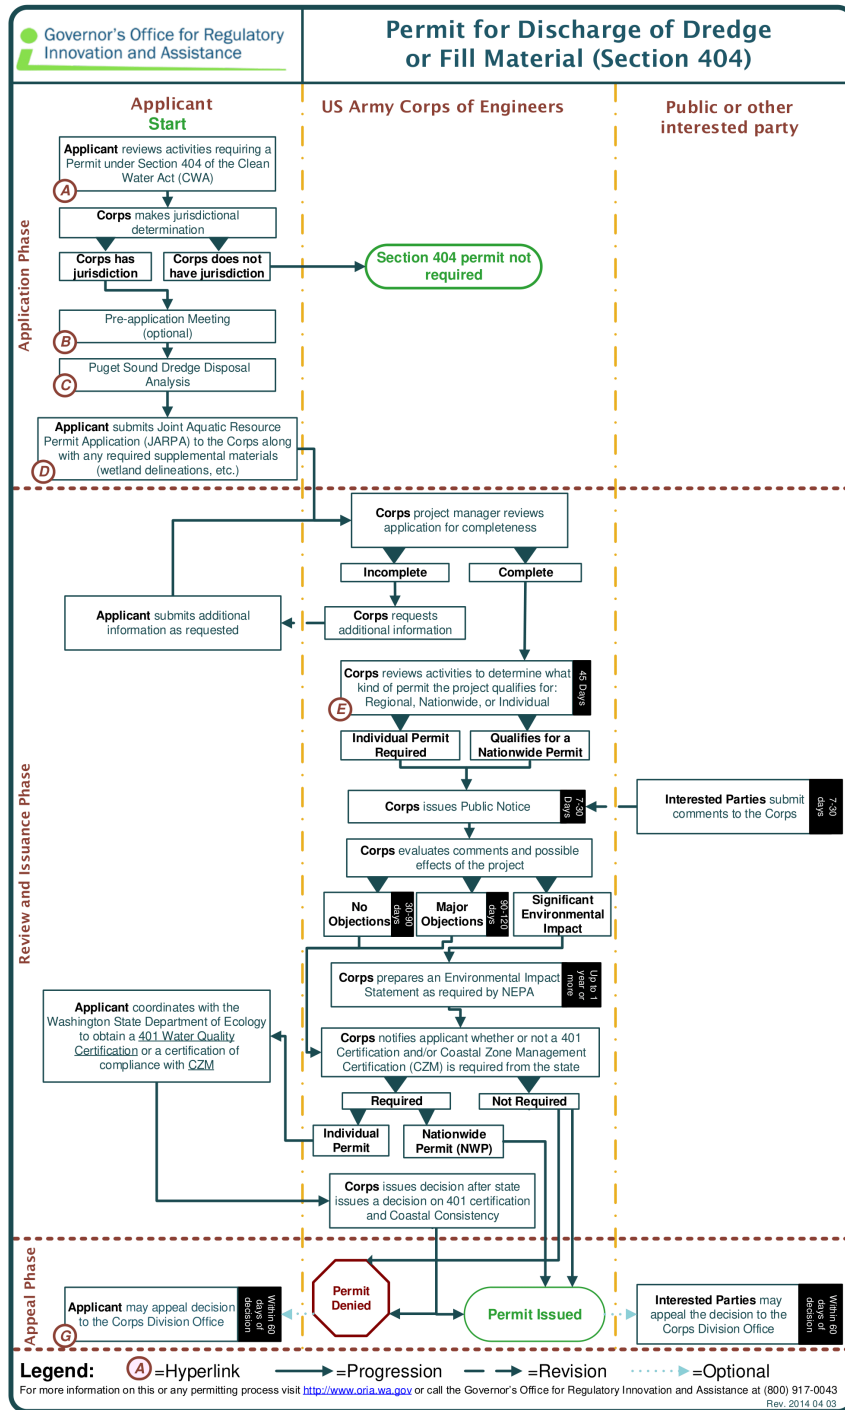 Governor's Office for Regulatory
Innovation and Assistance
Permit for Discharge of Dredge
or Fill Material (Section 404)
Applicant
Start
US Army Corps of Engineers
Public or other
interested party
Application Phase
Applicant reviews activities requiring a
Permit under Section 404 of the Clean
Water Act (CWA)
A
Corps makes jurisdictional
determination
Corps has
jurisdiction
Corps does not
have jurisdiction
Section 404 permit not
required
Pre-application Meeting
(optional)
B
Puget Sound Dredge Disposal
Analysis
C
Applicant submits Joint Aquatic Resource
Permit Application (JARPA) to the Corps along
with any required supplemental materials
(wetland delineations, etc.)
D
Review and Issuance Phase
Corps project manager reviews
application for completeness
Incomplete
Complete
Applicant submits additional
information as requested
Corps requests
additional information
Corps reviews activities to determine what
kind of permit the project qualifies for:
Regional, Nationwide, or Individual
45 Days
E
Individual Permit
Required
Qualifies for a
Nationwide Permit
Corps issues Public Notice
7-30
Days
Interested Parties submit
comments to the Corps
7-30
days
Corps evaluates comments and possible
effects of the project
No
Objections
30-90
days
Major
Objections
90-120
days
Significant
Environmental
Impact
Corps prepares an Environmental Impact
Statement as required by NEPA
Up to 1
year or
more
Applicant coordinates with the
Washington State Department of Ecology
to obtain a 401 Water Quality
Certification or a certification of
compliance with CZM
Corps notifies applicant whether or not a 401
Certification and/or Coastal Zone Management
Certification (CZM) is required from the state
Required
Not Required
Individual
Permit
Nationwide
Permit (NWP)
Corps issues decision after state
issues a decision on 401 certification
and Coastal Consistency
Appeal Phase
Applicant may appeal decision
to the Corps Division Office
Within 60
days of
decision
G
Permit
Denied
Permit Issued
Interested Parties may
appeal the decision to the
Corps Division Office
Within 60
days of
decision
Legend:
A =Hyperlink
=Progression
=Revision
=Optional
For more information on this or any permitting process visit http://www.oria.wa.gov or call the Governor's Office for Regulatory Innovation and Assistance at (800) 917-0043
Rev. 2014 04 03